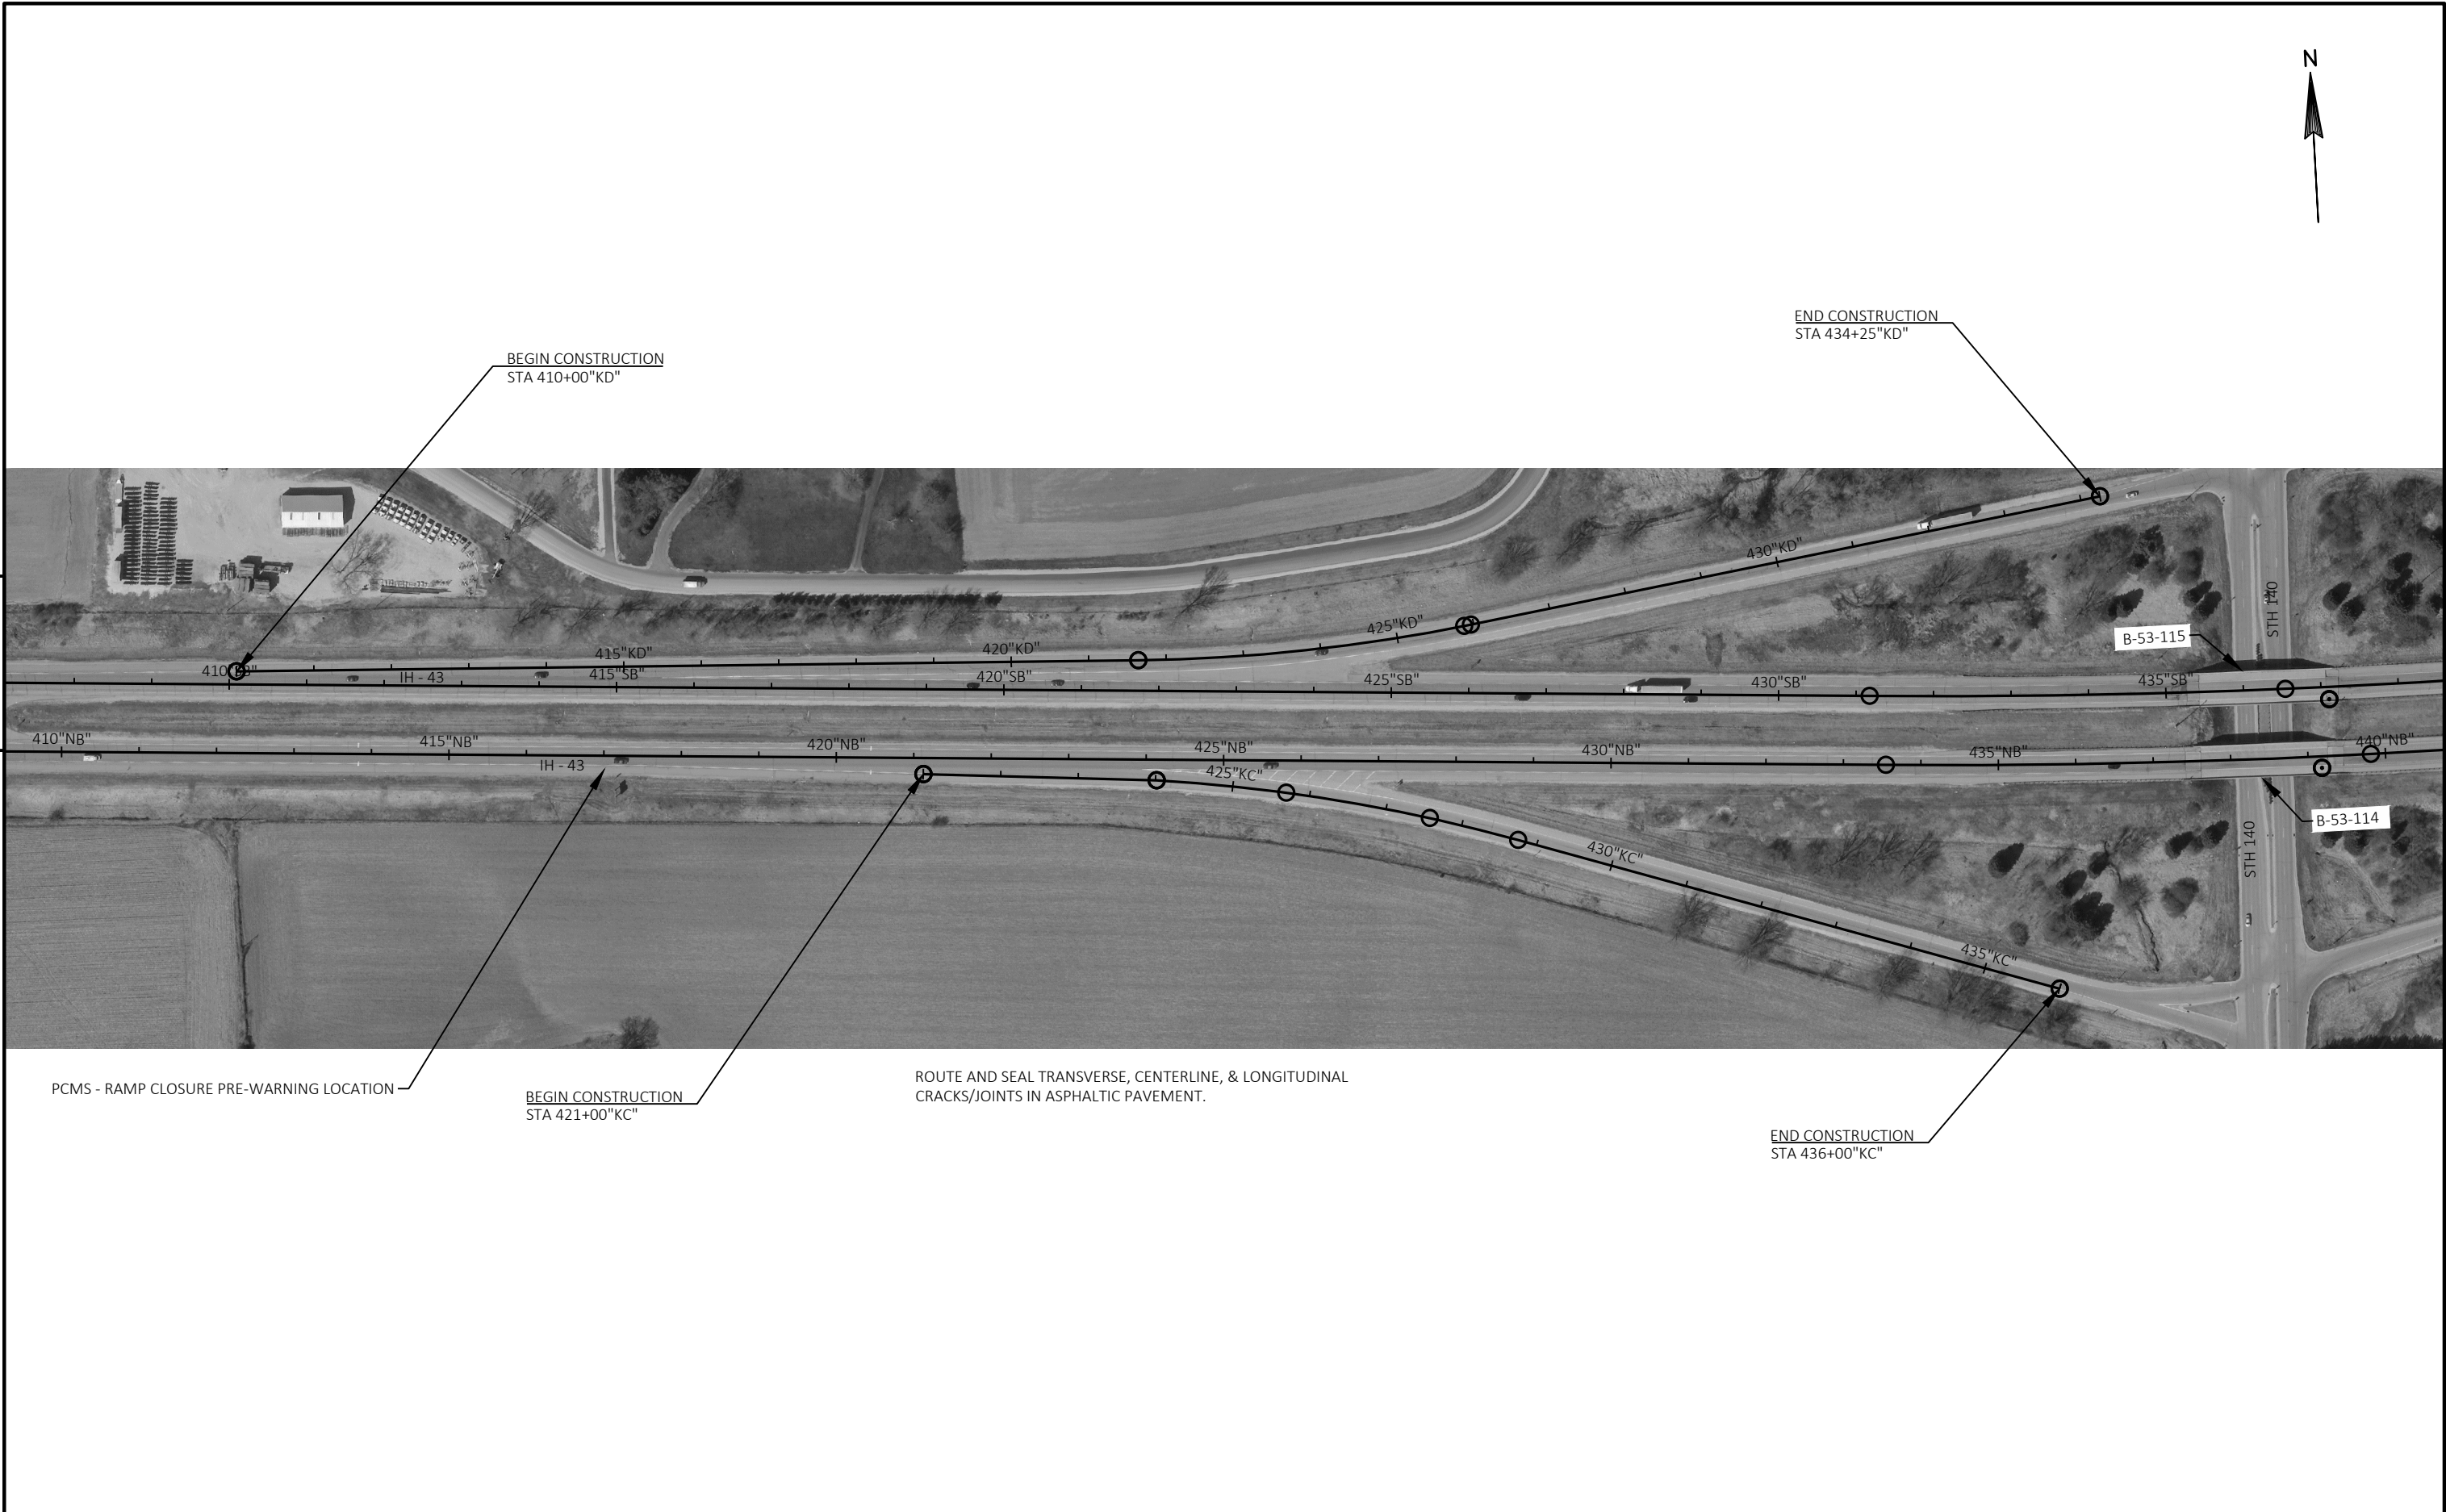 N
END CONSTRUCTION
STA 434+25"KD"
BEGIN CONSTRUCTION
STA 410+00"KD"
430"KD"
425"KD"
420"KD"
415"KD"
STH 140
B-53-115
IH - 43
415"SB"
420"SB"
425"SB"
430"SB"
435"SB"
410"NB"
415"NB"
420"NB"
425"NB"
430"NB"
435"NB"
440"NB"
IH - 43
425"KC"
B-53-114
STH 140
430"KC"
435"KC"
PCMS - RAMP CLOSURE PRE-WARNING LOCATION
BEGIN CONSTRUCTION
STA 421+00"KC"
ROUTE AND SEAL TRANSVERSE, CENTERLINE, & LONGITUDINAL
CRACKS/JOINTS IN ASPHALTIC PAVEMENT.
END CONSTRUCTION
STA 436+00"KC"